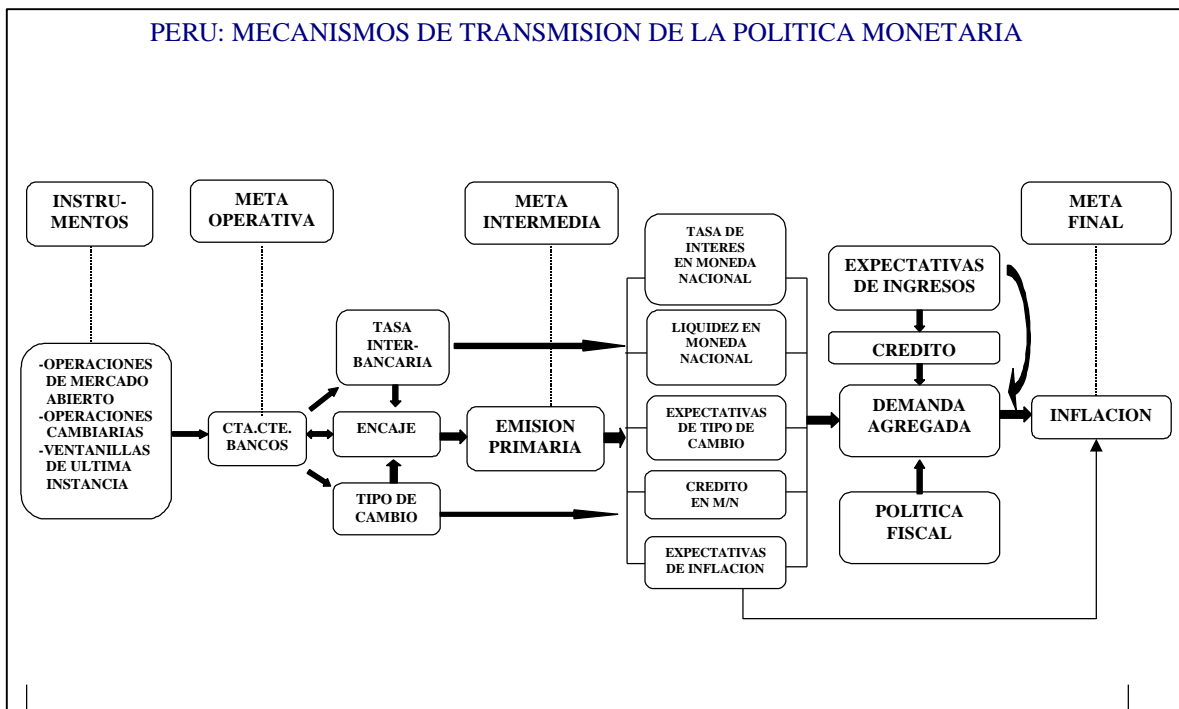 PERU: MECANISMOS DE TRANSMISION DE LA POLITICA MONETARIA
INSTRU-
MENTOS
META
OPERATIVA
META
INTERMEDIA
META
FINAL
-OPERACIONES
DE MERCADO
ABIERTO
-OPERACIONES
CAMBIARIAS
-VENTANILLAS
DE ULTIMA
INSTANCIA
CTA.CTE.
BANCOS
TASA
INTER-
BANCARIA
ENCAJE
TIPO DE
CAMBIO
EMISION
PRIMARIA
TASA DE
INTERES
EN MONEDA
NACIONAL
LIQUIDEZ EN
MONEDA
NACIONAL
EXPECTATIVAS
DE TIPO DE
CAMBIO
CREDITO
EN M/N
EXPECTATIVAS
DE INFLACION
EXPECTATIVAS
DE INGRESOS
CREDITO
DEMANDA
AGREGADA
POLITICA
FISCAL
INFLACION